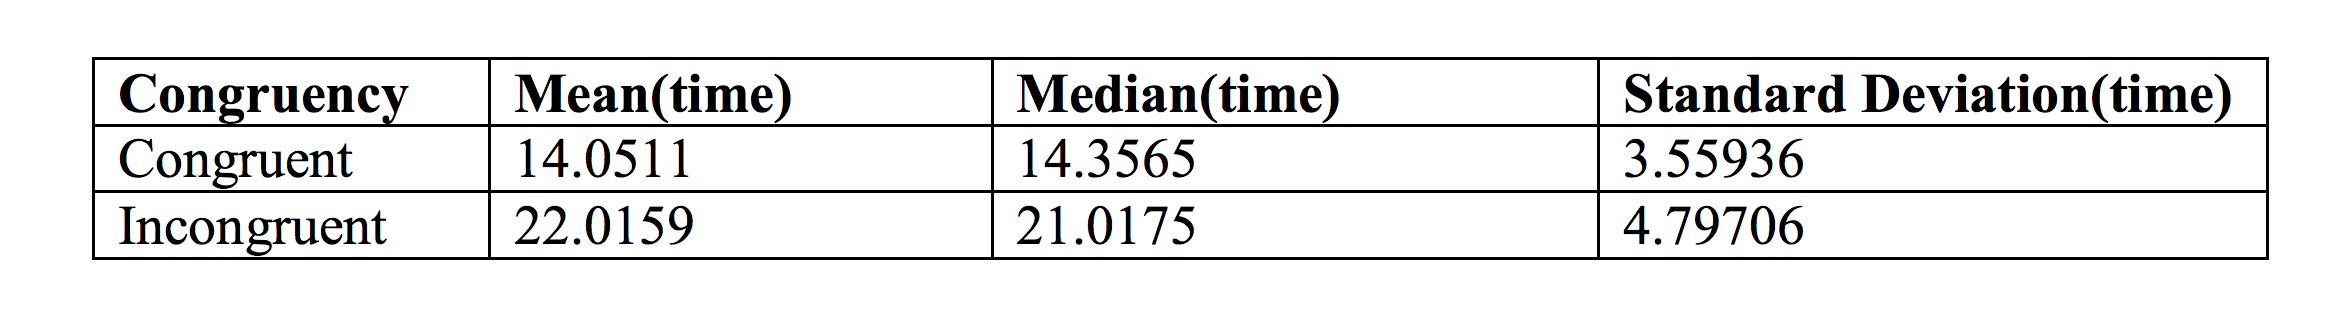 Congruency Mean(time) Median(time) Standard Deviation(time)
Congruent 14.0511 14.3565 3.55936
Incongruent 22.0159 21.0175 4.79706